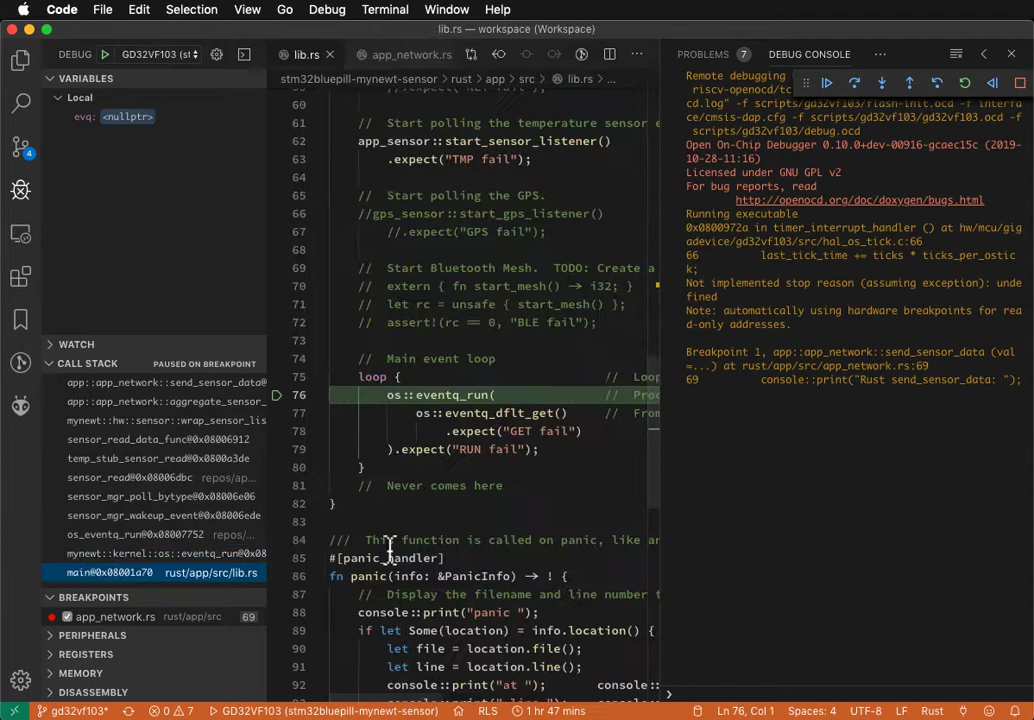 Code File Edit Selection View Go Debug Terminal Window Help
lib.rs — workspace (Workspace)
DEBUG GD32VF103 (st
lib.rs
app_network.rs
PROBLEMS 7 DEBUG CONSOLE
stm32bluepill-mynewt-sensor › rust › app › src › lib.rs › ...
VARIABLES
Local
evq: <nullptr>
WATCH
CALL STACK PAUSED ON BREAKPOINT
app::app_network::send_sensor_data@
app::app_network::aggregate_sensor_
mynewt::hw::sensor::wrap_sensor_lis
sensor_read_data_func@0x08006912
temp_stub_sensor_read@0x0800a3de
sensor_read@0x08006dbc repos/ap…
sensor_mgr_poll_bytype@0x08006e06
sensor_mgr_wakeup_event@0x08006ede
os_eventq_run@0x08007752 repos/…
mynewt::kernel::os::eventq_run@0x08
main@0x08001a70 rust/app/src/lib.rs
BREAKPOINTS
app_network.rs rust/app/src 69
PERIPHERALS
REGISTERS
MEMORY
DISASSEMBLY
4
61 // Start polling the temperature sensor e
62 app_sensor::start_sensor_listener()
63 .expect("TMP fail");
64
65 // Start polling the GPS.
66 //gps_sensor::start_gps_listener()
67 //.expect("GPS fail");
68
69 // Start Bluetooth Mesh. TODO: Create a
70 // extern { fn start_mesh() -> i32; }
71 // let rc = unsafe { start_mesh() };
72 // assert!(rc == 0, "BLE fail");
73
74 // Main event loop
75 loop { // Loop
76 os::eventq_run( // Proc
77 os::eventq_dflt_get() // From
78 .expect("GET fail")
79 ).expect("RUN fail");
80 }
81 // Never comes here
82 }
83
84 /// This function is called on panic, like an
85 #[panic_handler]
86 fn panic(info: &PanicInfo) -> ! {
87 // Display the filename and line number t
88 console::print("panic ");
89 if let Some(location) = info.location() {
90 let file = location.file();
91 let line = location.line();
92 console::print("at "); console::
Remote debugging
riscv-openocd/tc
cd.log" -f scripts/gd32vf103/flash-init.ocd -f interfa
ce/cmsis-dap.cfg -f scripts/gd32vf103/gd32vf103.ocd -f
scripts/gd32vf103/debug.ocd
Open On-Chip Debugger 0.10.0+dev-00916-gcaec15c (2019-
10-28-11:16)
Licensed under GNU GPL v2
For bug reports, read
http://openocd.org/doc/doxygen/bugs.html
Running executable
0x0800972a in timer_interrupt_handler () at hw/mcu/gig
adevice/gd32vf103/src/hal_os_tick.c:66
66 last_tick_time += ticks * ticks_per_ostic
k;
Not implemented stop reason (assuming exception): unde
fined
Note: automatically using hardware breakpoints for rea
d-only addresses.
Breakpoint 1, app::app_network::send_sensor_data (val
=...) at rust/app/src/app_network.rs:69
69 console::print("Rust send_sensor_data: ");
gd32vf103* 0 7 GD32VF103 (stm32bluepill-mynewt-sensor) RLS 1 hr 47 mins Ln 76, Col 1 Spaces: 4 UTF-8 LF Rust